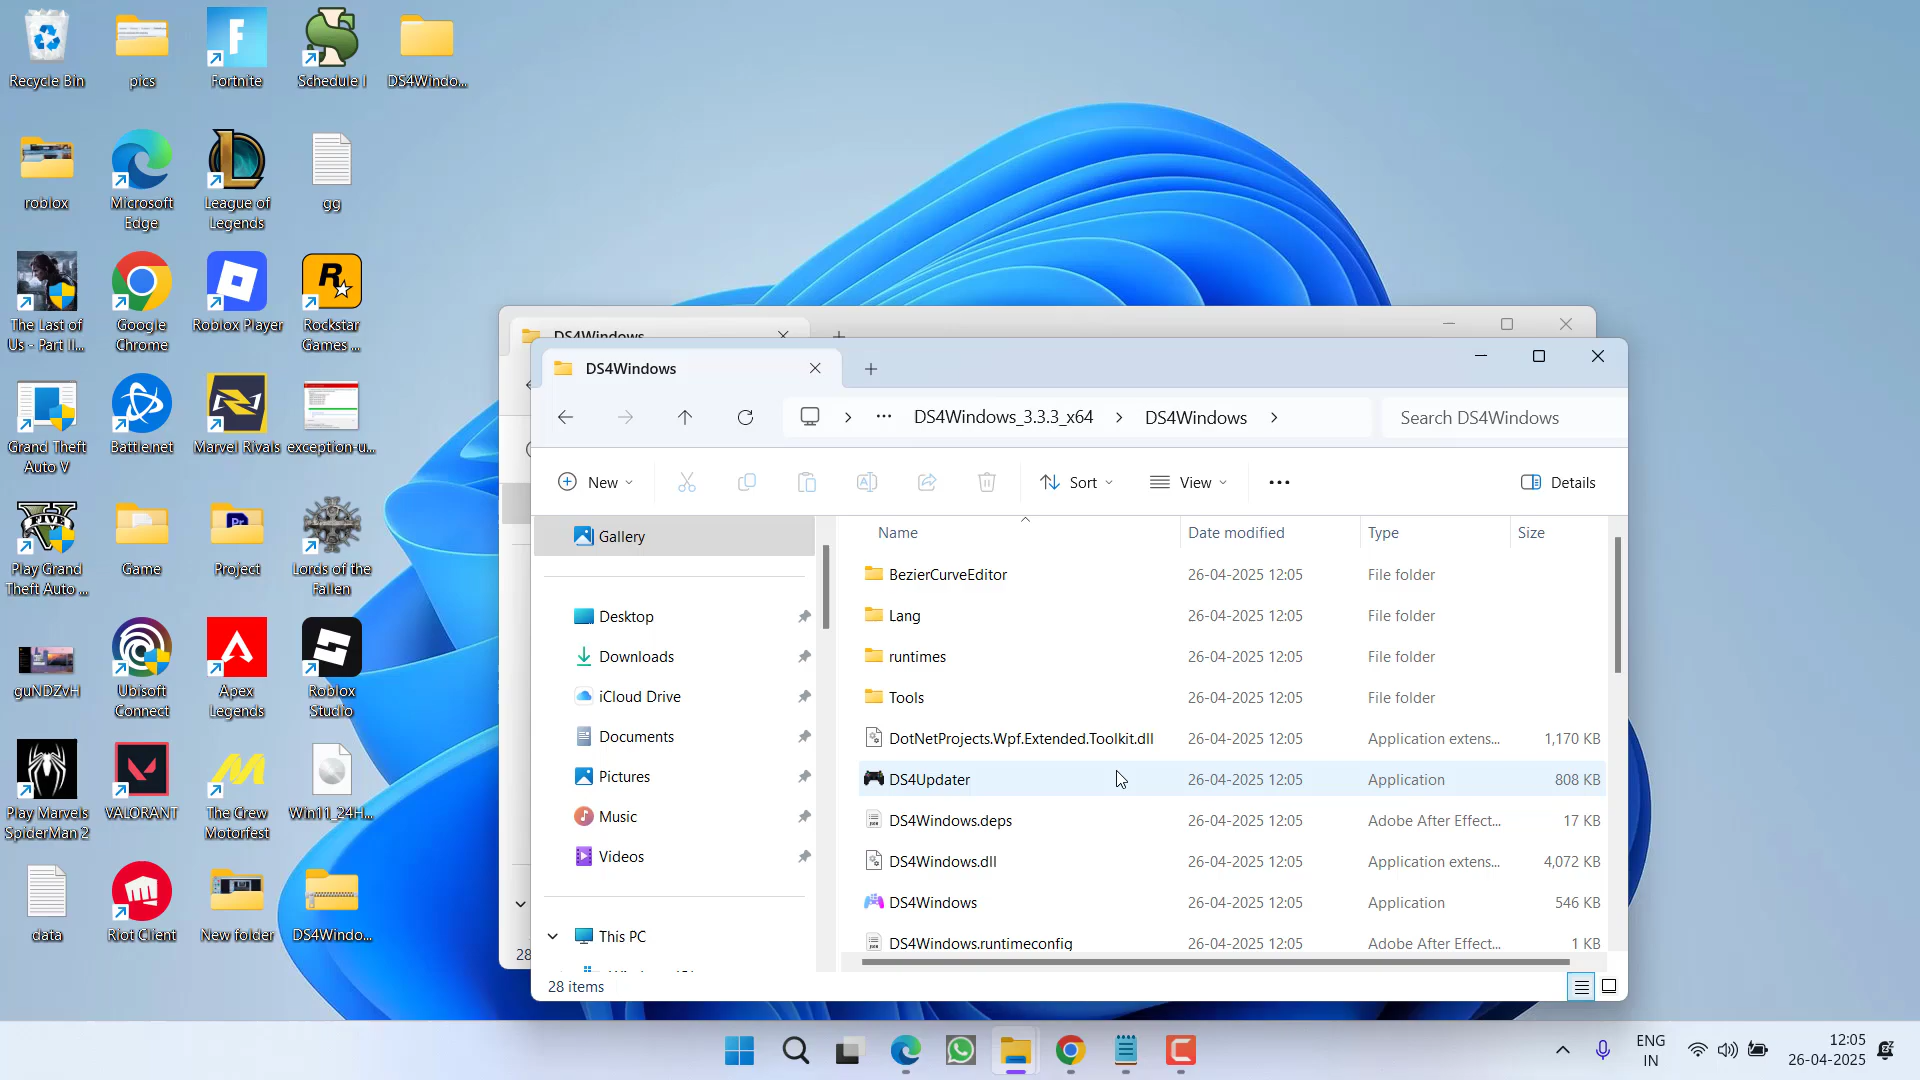 Recycle Bin
pics
Fortnite
Schedule I
DS4Windo...
roblox
Microsoft
Edge
League of
Legends
gg
The Last of
Us - Part II...
Google
Chrome
Roblox Player
Rockstar
Games ...
Grand Theft
Auto V
Battle.net
Marvel Rivals
exception-u...
Play Grand
Theft Auto ...
Game
Project
Lords of the
Fallen
guNDZvH
Ubisoft
Connect
Apex
Legends
Roblox
Studio
Play Marvels
SpiderMan 2
VALORANT
The Crew
Motorfest
Win11_24H...
data
Riot Client
New folder
DS4Windo...
DS4Windows
DS4Windows
DS4Windows_3.3.3_x64
DS4Windows
Search DS4Windows
New
Sort
View
Details
Gallery
Desktop
Downloads
iCloud Drive
Documents
Pictures
Music
Videos
This PC
Name
Date modified
Type
Size
BezierCurveEditor 26-04-2025 12:05 File folder
Lang 26-04-2025 12:05 File folder
runtimes 26-04-2025 12:05 File folder
Tools 26-04-2025 12:05 File folder
DotNetProjects.Wpf.Extended.Toolkit.dll 26-04-2025 12:05 Application extens... 1,170 KB
DS4Updater 26-04-2025 12:05 Application 808 KB
DS4Windows.deps 26-04-2025 12:05 Adobe After Effect... 17 KB
DS4Windows.dll 26-04-2025 12:05 Application extens... 4,072 KB
DS4Windows 26-04-2025 12:05 Application 546 KB
DS4Windows.runtimeconfig 26-04-2025 12:05 Adobe After Effect... 1 KB
28
28 items
ENG
IN
12:05
26-04-2025